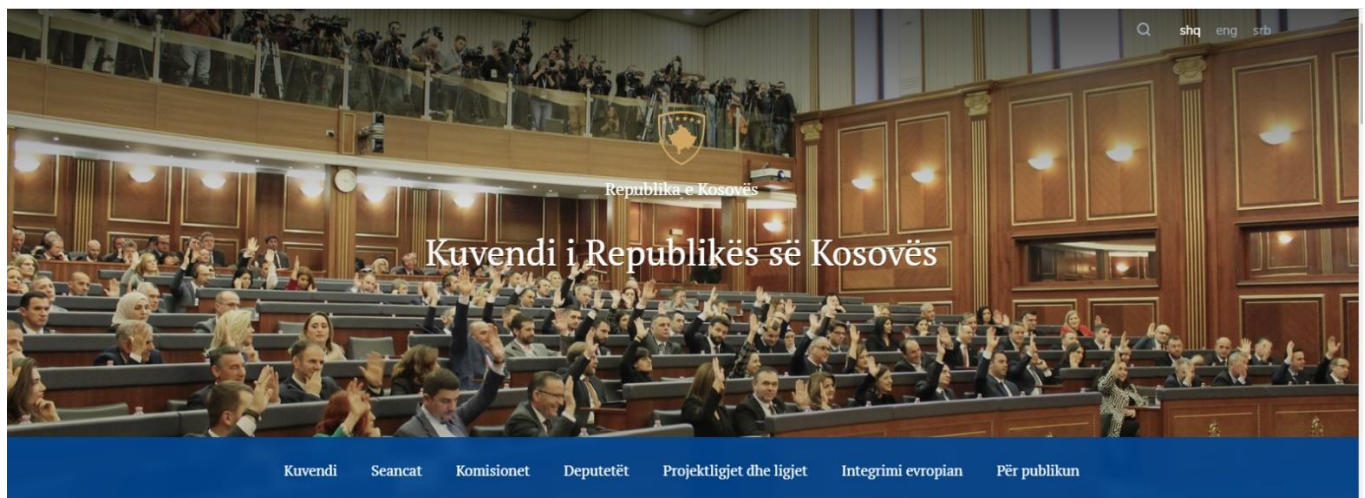 shq eng srb
Republika e Kosovës
Kuvendi i Republikës së Kosovës
Kuvendi Seancat Komisionet Deputetët Projektligjet dhe ligjet Integrimi evropian Për publikun